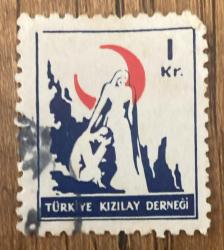 1
Kr.
TÜRKİYE KIZILAY DERNEĞİ